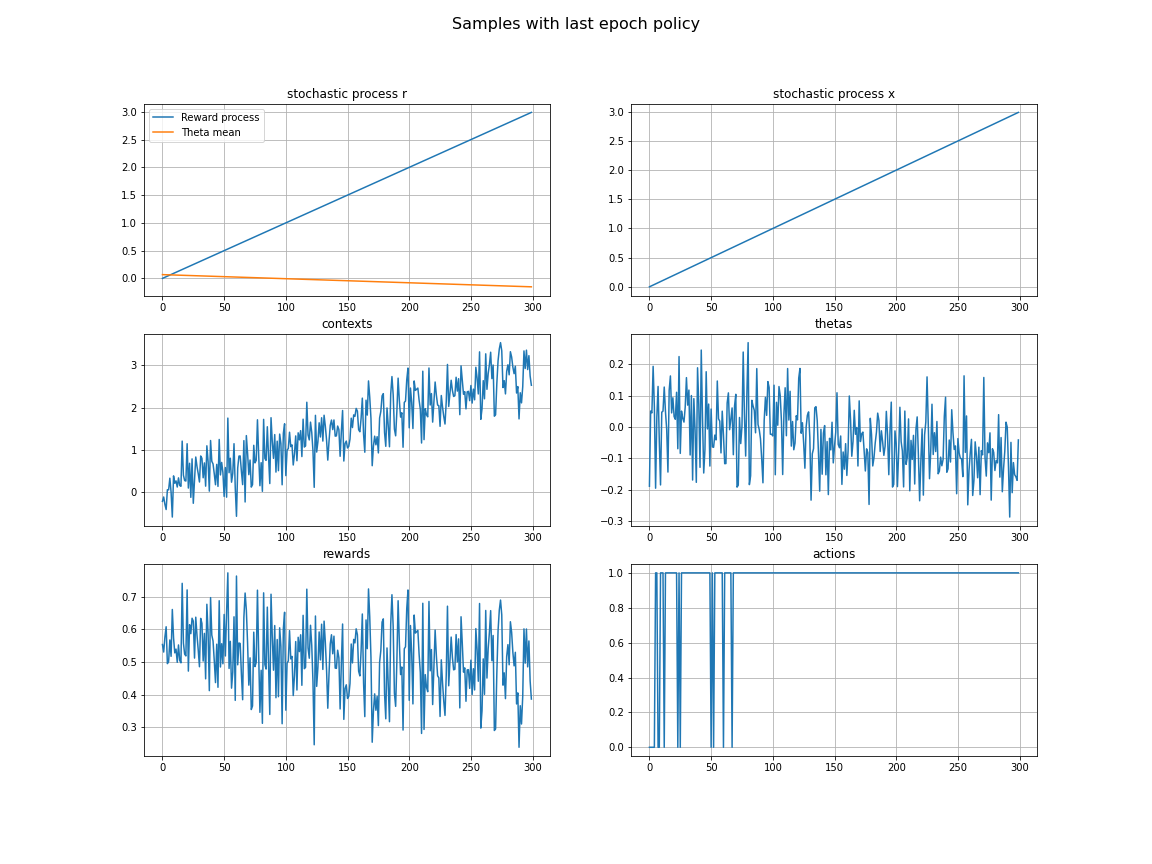 Samples with last epoch policy
stochastic process r
stochastic process x
3.0
2.5
2.0
1.5
1.0
0.5
0.0
Reward process
Theta mean
0 50 100 150 200 250 300
3.0
2.5
2.0
1.5
1.0
0.5
0.0
0 50 100 150 200 250 300
contexts
thetas
3
2
1
0
0 50 100 150 200 250 300
0.2
0.1
0.0
−0.1
−0.2
−0.3
0 50 100 150 200 250 300
rewards
actions
0.7
0.6
0.5
0.4
0.3
0 50 100 150 200 250 300
1.0
0.8
0.6
0.4
0.2
0.0
0 50 100 150 200 250 300